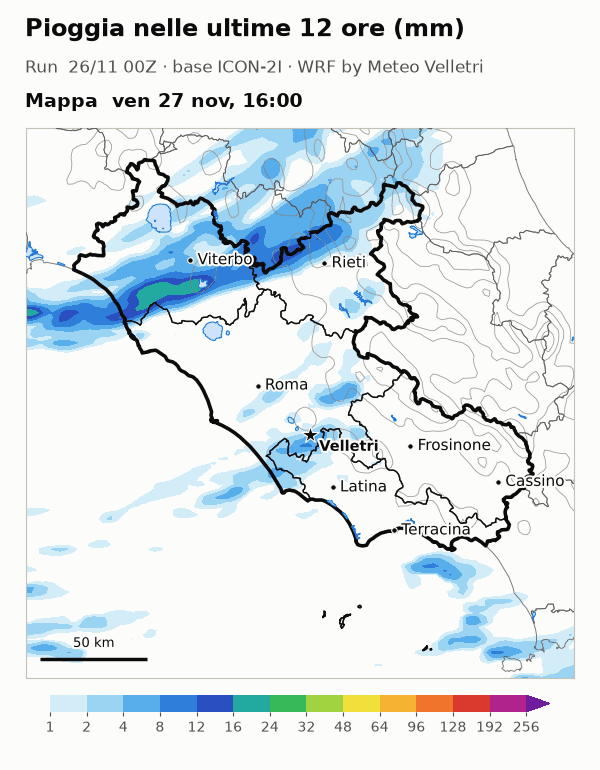 Pioggia nelle ultime 12 ore (mm)
Run  26/11 00Z · base ICON-2I · WRF by Meteo Velletri
Mappa  ven 27 nov, 16:00
Viterbo
Rieti
Roma
Velletri
Frosinone
Latina
Cassino
Terracina
50 km
1 2 4 8 12 16 24 32 48 64 96 128 192 256